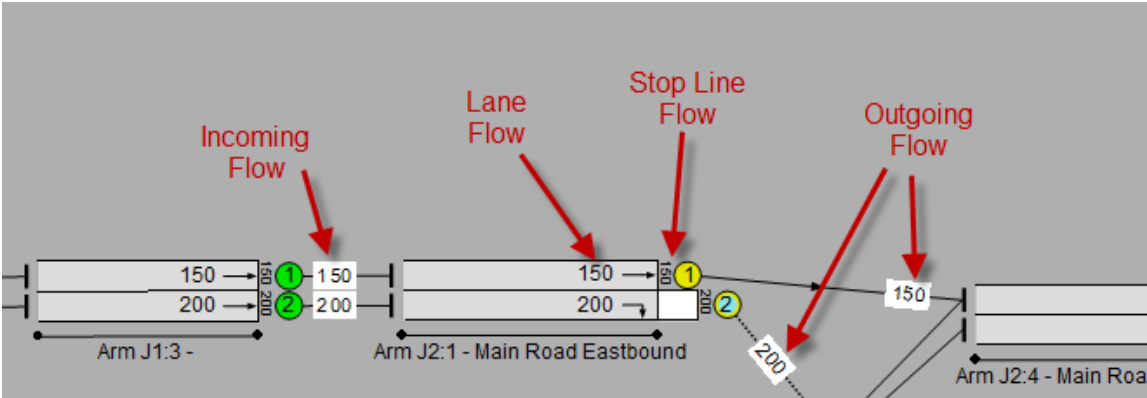 Stop Line
Flow
Lane
Flow
Outgoing
Flow
Incoming
Flow
150 150 1 150 150 150 1 150
200 200 2 200 200 200 2 200
Arm J1:3 -
Arm J2:1 - Main Road Eastbound
Arm J2:4 - Main Roa